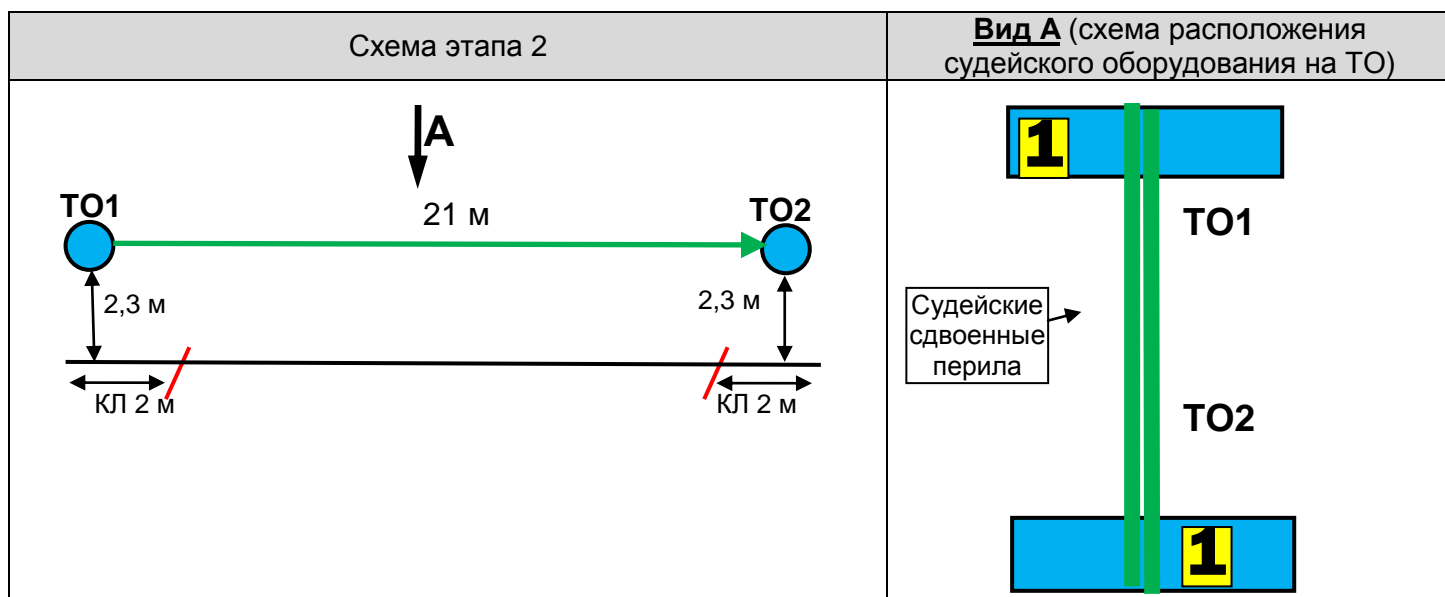 Схема этапа 2
Вид А (схема расположения
судейского оборудования на ТО)
А
ТО1
21 м
ТО2
2,3 м
2,3 м
КЛ 2 м
КЛ 2 м
1
ТО1
Судейские
сдвоенные
перила
ТО2
1